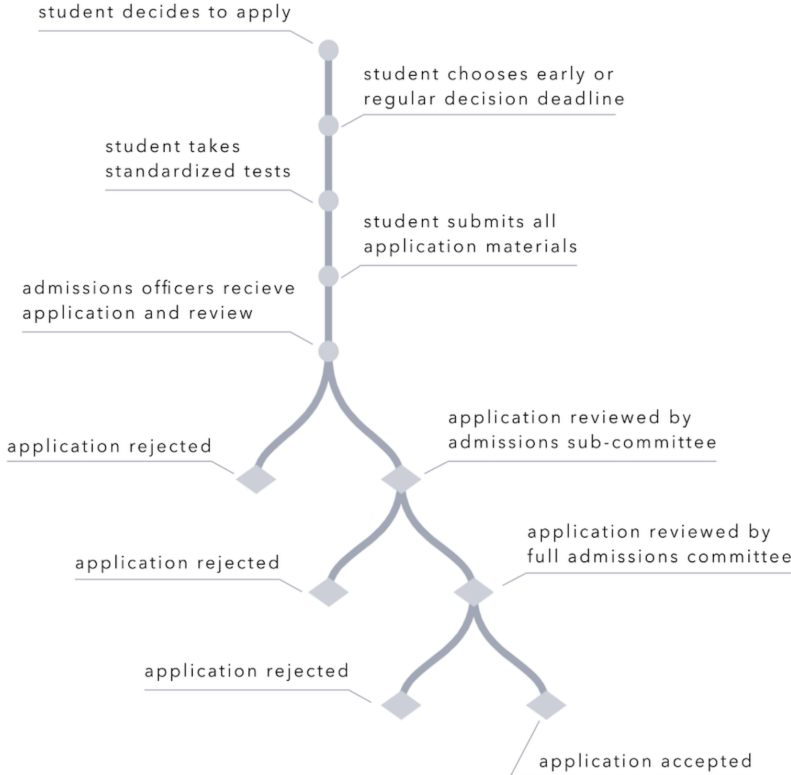 student decides to apply
student chooses early or
regular decision deadline
student takes
standardized tests
student submits all
application materials
admissions officers recieve
application and review
application reviewed by
admissions sub-committee
application rejected
application reviewed by
full admissions committee
application rejected
application rejected
application accepted